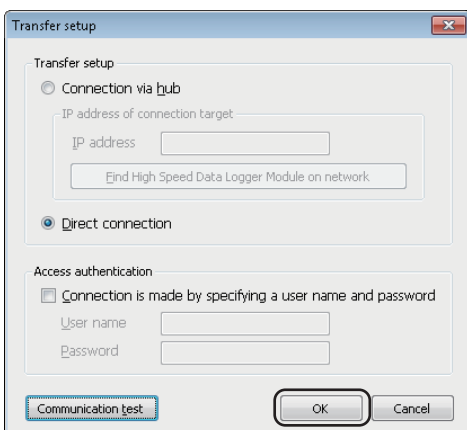 Transfer setup
Transfer setup
Connection via hub
IP address of connection target
IP address
Find High Speed Data Logger Module on network
Direct connection
Access authentication
Connection is made by specifying a user name and password
User name
Password
Communication test OK Cancel